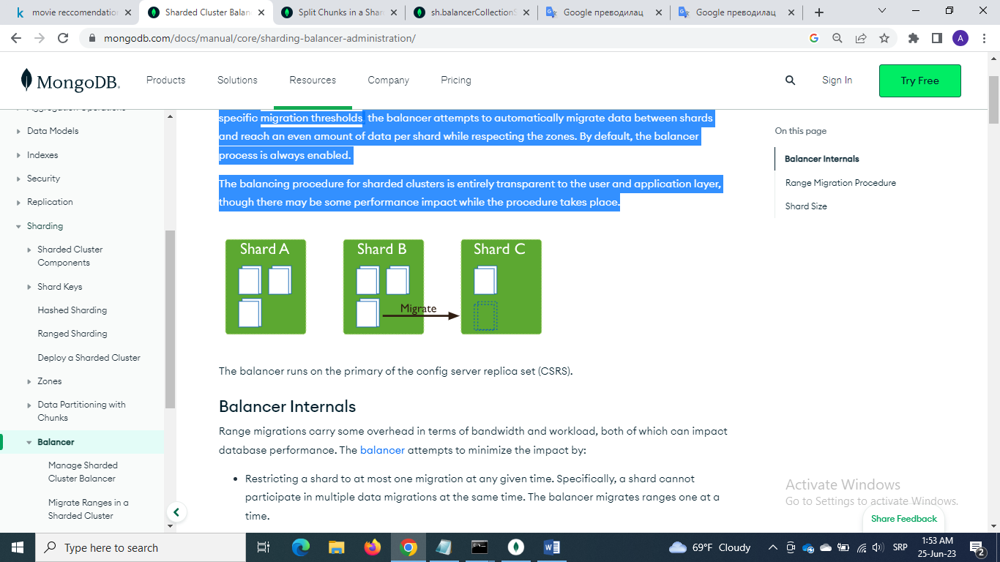 movie reccomendation
Sharded Cluster Balan
Split Chunks in a Shar
sh.balancerCollectionS
Google преводилац
Google преводилац
mongodb.com/docs/manual/core/sharding-balancer-administration/
A
MongoDB.
Products
Solutions
Resources
Company
Pricing
Sign In
Try Free
Aggregation Operations
Data Models
Indexes
Security
Replication
Sharding
Sharded Cluster
Components
Shard Keys
Hashed Sharding
Ranged Sharding
Deploy a Sharded Cluster
Zones
Data Partitioning with
Chunks
Balancer
Manage Sharded
Cluster Balancer
Migrate Ranges in a
Sharded Cluster
specific migration thresholds, the balancer attempts to automatically migrate data between shards
and reach an even amount of data per shard while respecting the zones. By default, the balancer
process is always enabled.
The balancing procedure for sharded clusters is entirely transparent to the user and application layer,
though there may be some performance impact while the procedure takes place.
Shard A
Shard B
Shard C
Migrate
The balancer runs on the primary of the config server replica set (CSRS).
Balancer Internals
Range migrations carry some overhead in terms of bandwidth and workload, both of which can impact
database performance. The balancer attempts to minimize the impact by:
• Restricting a shard to at most one migration at any given time. Specifically, a shard cannot
participate in multiple data migrations at the same time. The balancer migrates ranges one at a
time.
On this page
Balancer Internals
Range Migration Procedure
Shard Size
Activate Windows
Go to Settings to activate Windows.
Share Feedback
Type here to search
69°F Cloudy
SRP
1:53 AM
25-Jun-23
2